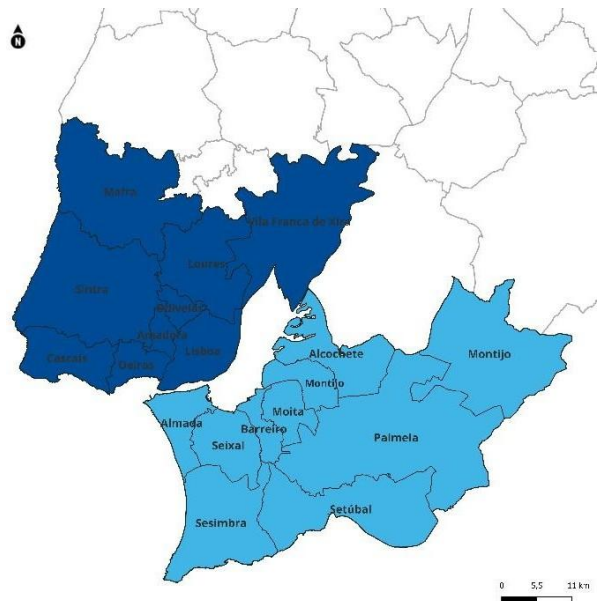 N
Mafra
Vila Franca de Xira
Loures
Sintra
Odivelas
Amadora
Lisboa
Cascais
Oeiras
Alcochete
Montijo
Montijo
Moita
Almada
Barreiro
Seixal
Palmela
Sesimbra
Setúbal
0 5,5 11 km